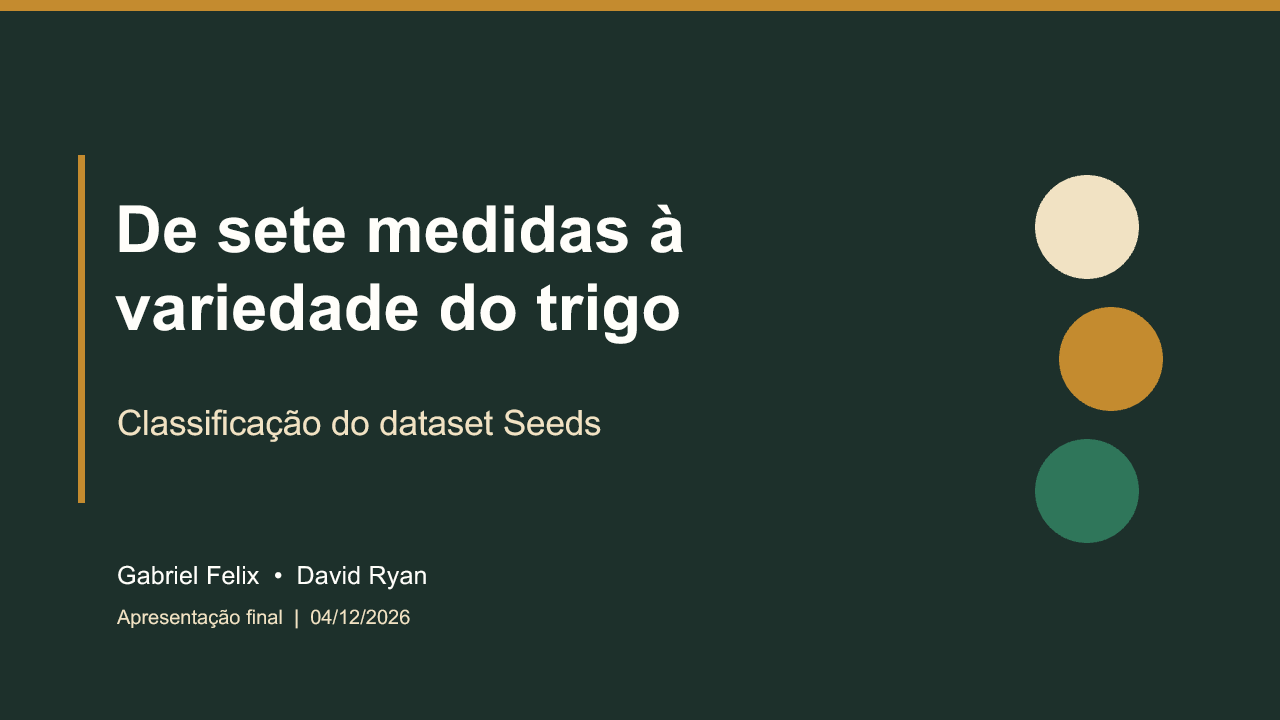 De sete medidas à
variedade do trigo
Classificação do dataset Seeds
Gabriel Felix • David Ryan
Apresentação final | 04/12/2026